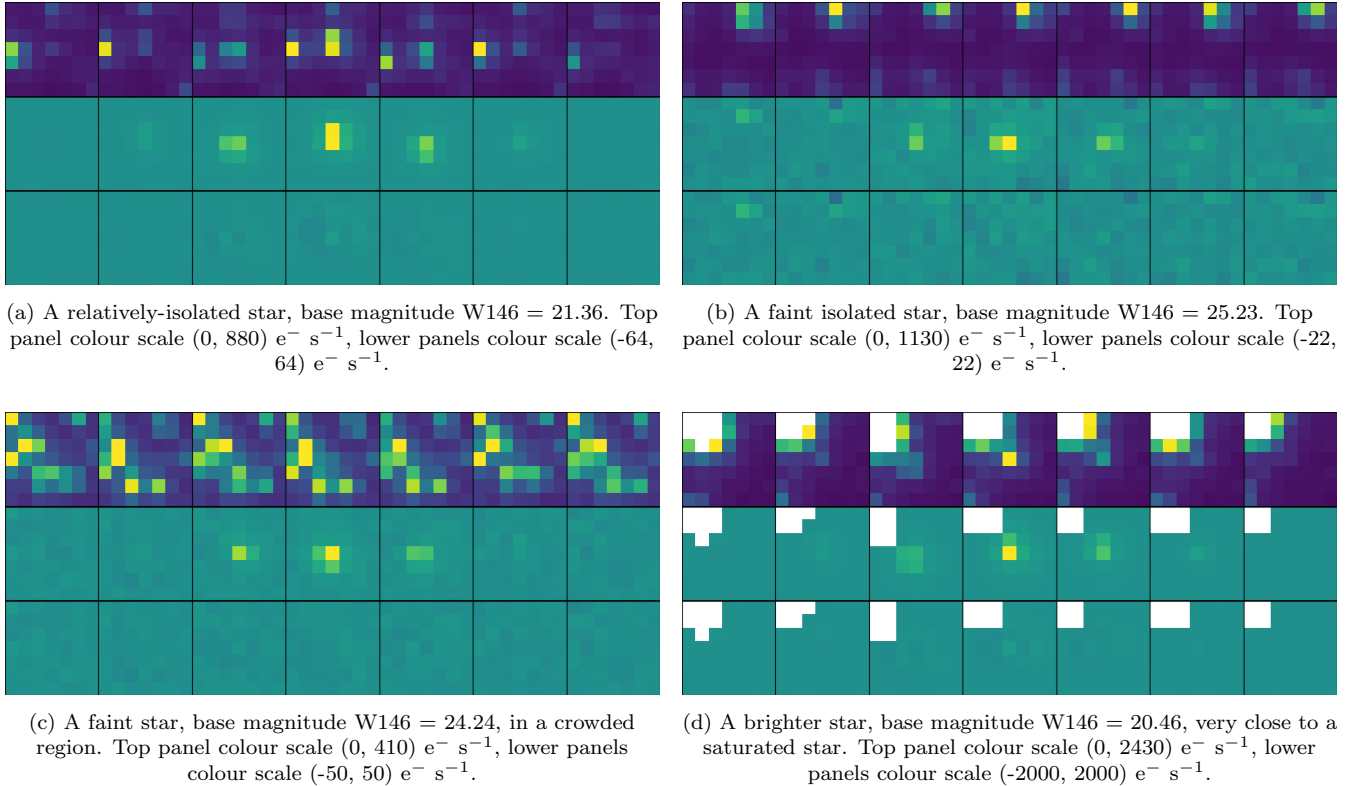 (a) A relatively-isolated star, base magnitude W146 = 21.36. Top
panel colour scale (0, 880) e⁻ s⁻¹, lower panels colour scale (-64,
64) e⁻ s⁻¹.
(b) A faint isolated star, base magnitude W146 = 25.23. Top
panel colour scale (0, 1130) e⁻ s⁻¹, lower panels colour scale (-22,
22) e⁻ s⁻¹.
(c) A faint star, base magnitude W146 = 24.24, in a crowded
region. Top panel colour scale (0, 410) e⁻ s⁻¹, lower panels
colour scale (-50, 50) e⁻ s⁻¹.
(d) A brighter star, base magnitude W146 = 20.46, very close to a
saturated star. Top panel colour scale (0, 2430) e⁻ s⁻¹, lower
panels colour scale (-2000, 2000) e⁻ s⁻¹.